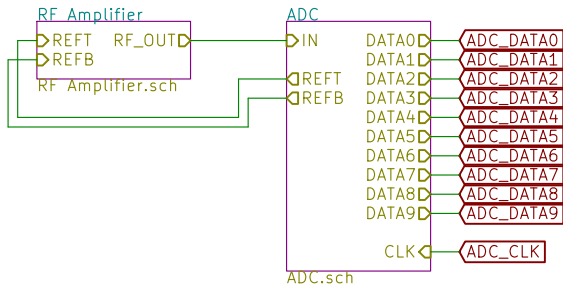 RF Amplifier
REFT RF_OUT
REFB
RF Amplifier.sch
ADC
IN DATA0
DATA1
REFT DATA2
REFB DATA3
DATA4
DATA5
DATA6
DATA7
DATA8
DATA9
CLK
ADC.sch
ADC_DATA0
ADC_DATA1
ADC_DATA2
ADC_DATA3
ADC_DATA4
ADC_DATA5
ADC_DATA6
ADC_DATA7
ADC_DATA8
ADC_DATA9
ADC_CLK